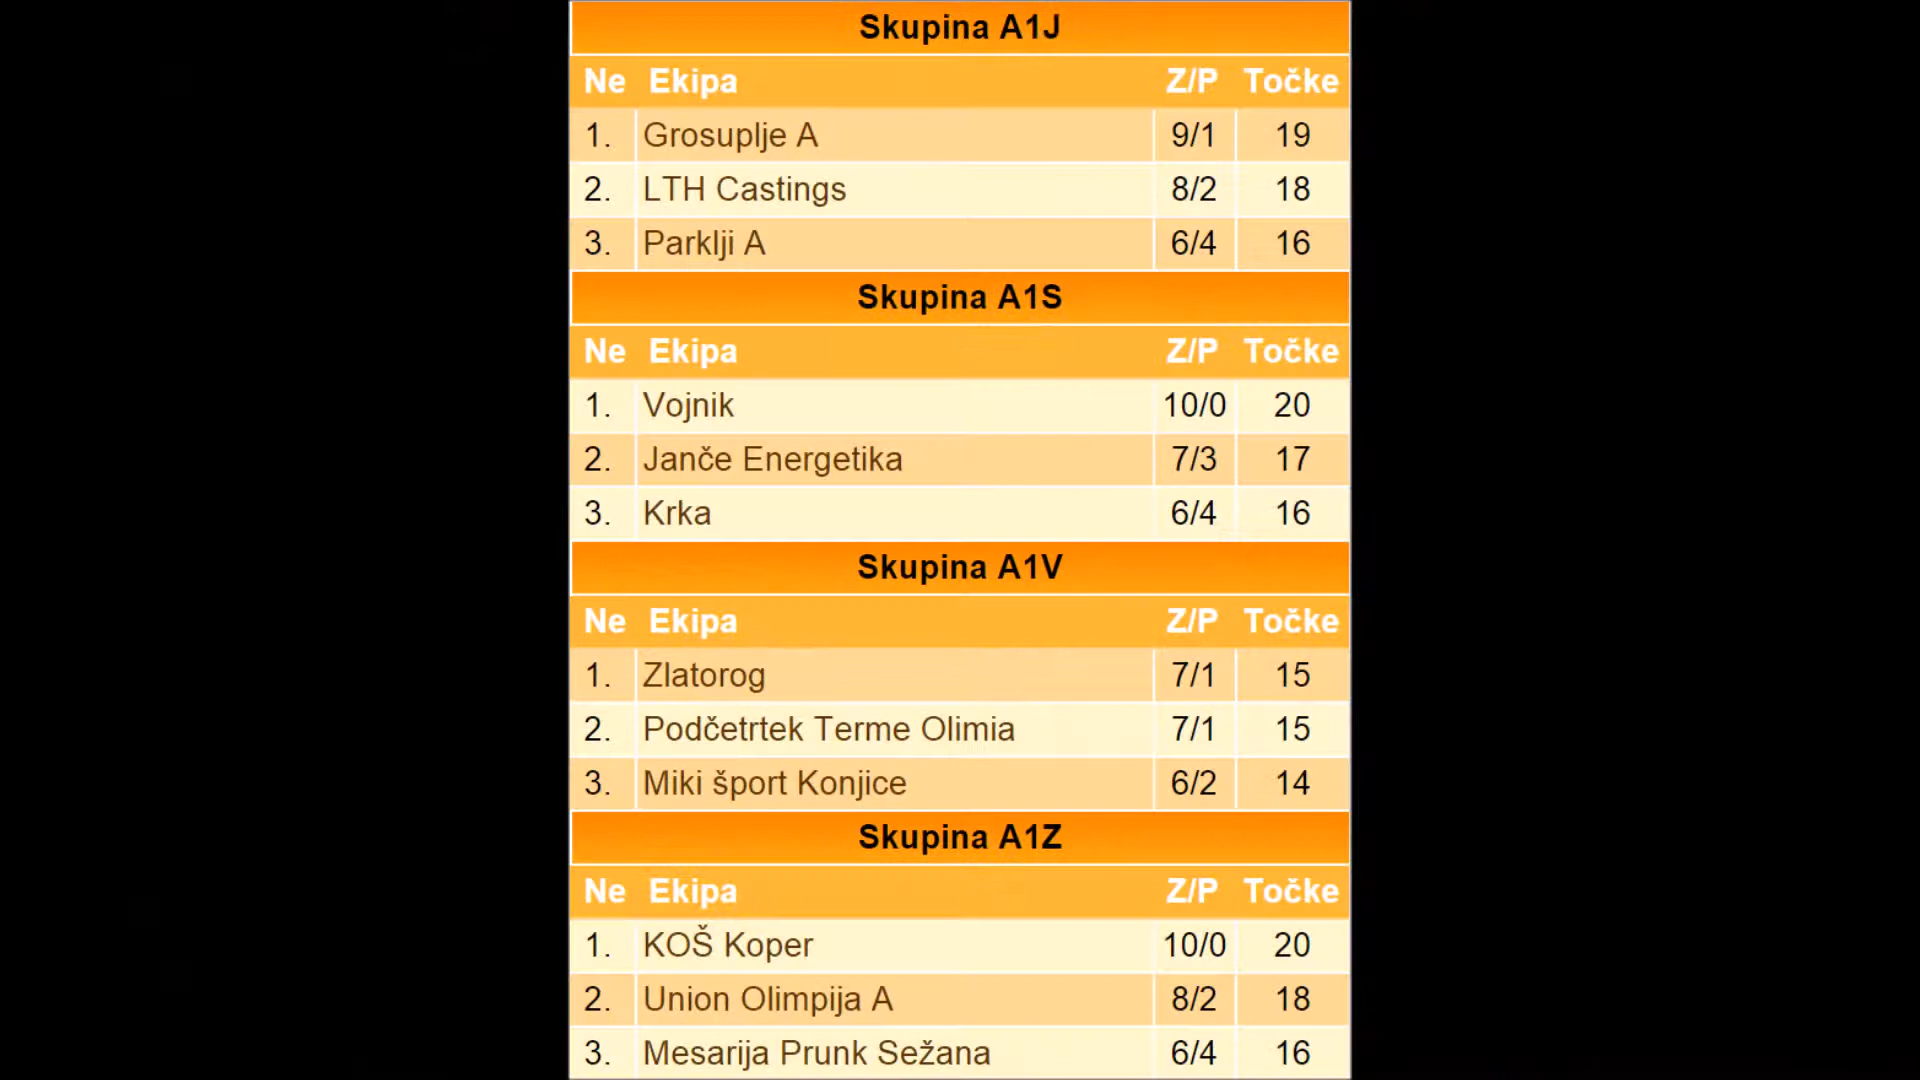 Skupina A1J
Ne Ekipa Z/P Točke
1. Grosuplje A 9/1 19
2. LTH Castings 8/2 18
3. Parklji A 6/4 16
Skupina A1S
Ne Ekipa Z/P Točke
1. Vojnik 10/0 20
2. Janče Energetika 7/3 17
3. Krka 6/4 16
Skupina A1V
Ne Ekipa Z/P Točke
1. Zlatorog 7/1 15
2. Podčetrtek Terme Olimia 7/1 15
3. Miki šport Konjice 6/2 14
Skupina A1Z
Ne Ekipa Z/P Točke
1. KOŠ Koper 10/0 20
2. Union Olimpija A 8/2 18
3. Mesarija Prunk Sežana 6/4 16